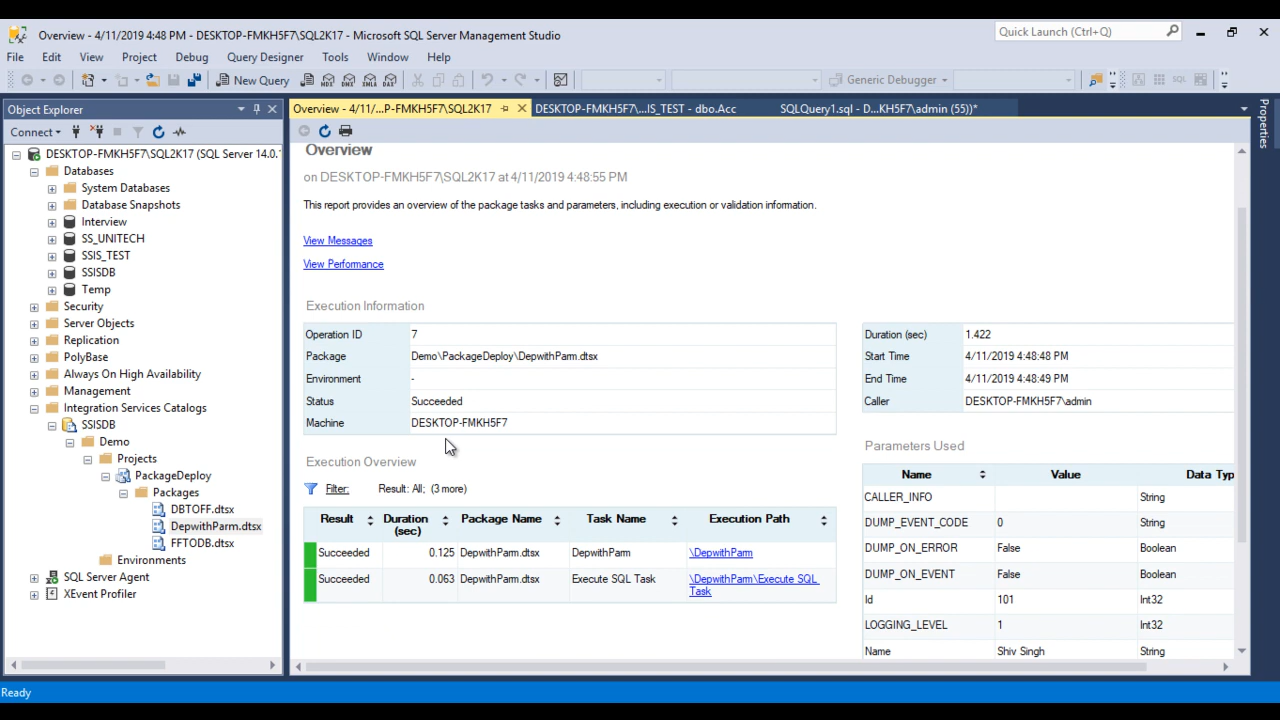 Overview - 4/11/2019 4:48 PM - DESKTOP-FMKH5F7\SQL2K17 - Microsoft SQL Server Management Studio
Quick Launch (Ctrl+Q)
File Edit View Project Debug Query Designer Tools Window Help
New Query
Generic Debugger
Object Explorer
Overview - 4/11/...P-FMKH5F7\SQL2K17
DESKTOP-FMKH5F7\...IS_TEST - dbo.Acc
SQLQuery1.sql - D...KH5F7\admin (55))*
Properties
Connect
DESKTOP-FMKH5F7\SQL2K17 (SQL Server 14.0.
Databases
System Databases
Database Snapshots
Interview
SS_UNITECH
SSIS_TEST
SSISDB
Temp
Security
Server Objects
Replication
PolyBase
Always On High Availability
Management
Integration Services Catalogs
SSISDB
Demo
Projects
PackageDeploy
Packages
DBTOFF.dtsx
DepwithParm.dtsx
FFTODB.dtsx
Environments
SQL Server Agent
XEvent Profiler
Overview
on DESKTOP-FMKH5F7\SQL2K17 at 4/11/2019 4:48:55 PM
This report provides an overview of the package tasks and parameters, including execution or validation information.
View Messages
View Performance
Execution Information
Operation ID 7
Package Demo\PackageDeploy\DepwithParm.dtsx
Environment -
Status Succeeded
Machine DESKTOP-FMKH5F7
Duration (sec) 1.422
Start Time 4/11/2019 4:48:48 PM
End Time 4/11/2019 4:48:49 PM
Caller DESKTOP-FMKH5F7\admin
Execution Overview
Filter: Result: All; (3 more)
Result Duration (sec) Package Name Task Name Execution Path
Succeeded 0.125 DepwithParm.dtsx DepwithParm \DepwithParm
Succeeded 0.063 DepwithParm.dtsx Execute SQL Task \DepwithParm\Execute SQL
Task
Parameters Used
Name Value Data Typ
CALLER_INFO String
DUMP_EVENT_CODE 0 String
DUMP_ON_ERROR False Boolean
DUMP_ON_EVENT False Boolean
Id 101 Int32
LOGGING_LEVEL 1 Int32
Name Shiv Singh String
Ready